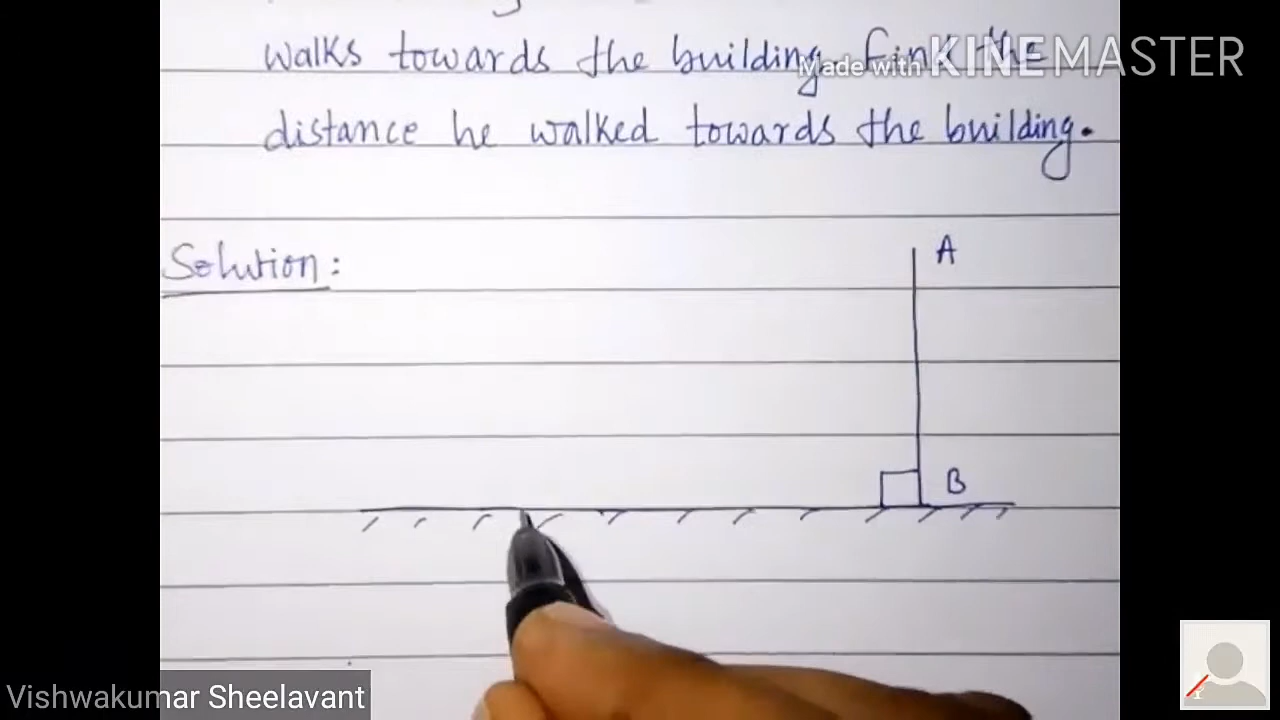 walks towards the building. Find the
Made with KINEMASTER
distance he walked towards the building.
Solution:
A
B
Vishwakumar Sheelavant